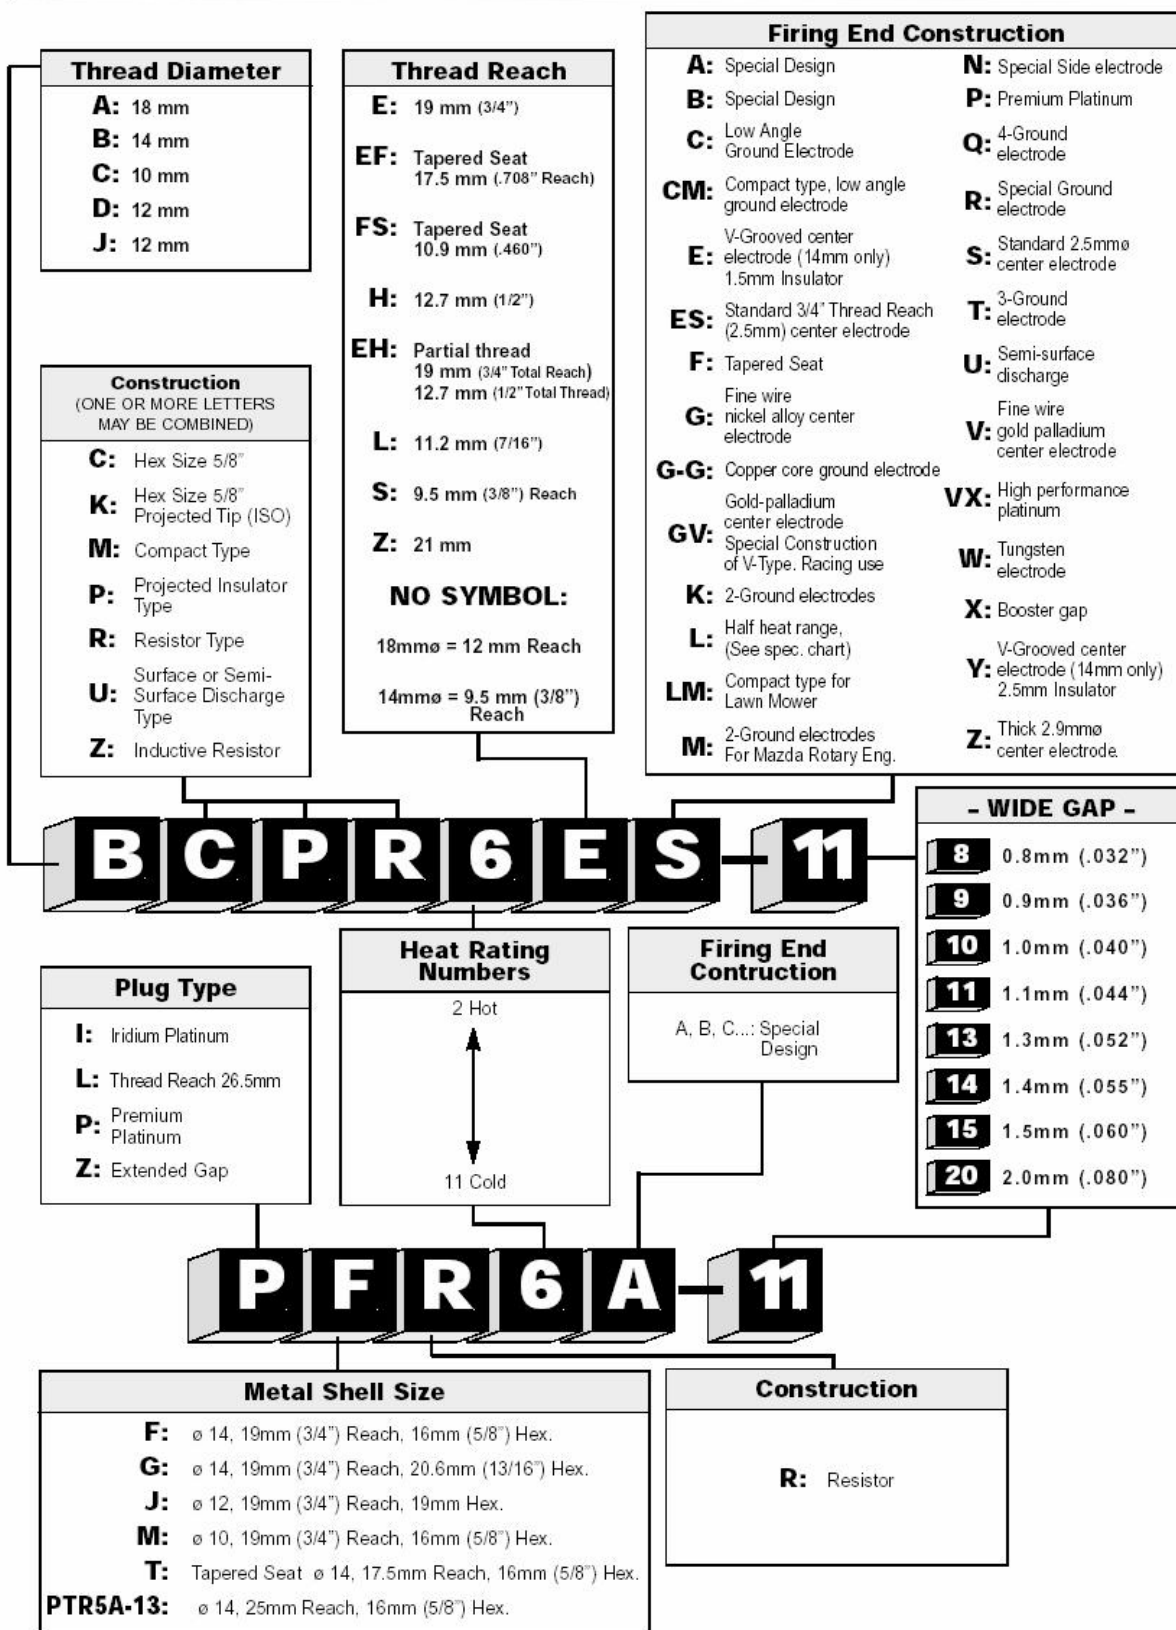 Thread Diameter
A: 18 mm
B: 14 mm
C: 10 mm
D: 12 mm
J: 12 mm
Construction
(ONE OR MORE LETTERS
MAY BE COMBINED)
C: Hex Size 5/8"
K: Hex Size 5/8"
Projected Tip (ISO)
M: Compact Type
P: Projected Insulator
Type
R: Resistor Type
U: Surface or Semi-
Surface Discharge
Type
Z: Inductive Resistor
Thread Reach
E: 19 mm (3/4")
EF: Tapered Seat
17.5 mm (.708" Reach)
FS: Tapered Seat
10.9 mm (.460")
H: 12.7 mm (1/2")
EH: Partial thread
19 mm (3/4" Total Reach)
12.7 mm (1/2" Total Thread)
L: 11.2 mm (7/16")
S: 9.5 mm (3/8") Reach
Z: 21 mm
NO SYMBOL:
18mmø = 12 mm Reach
14mmø = 9.5 mm (3/8")
Reach
Firing End Construction
A: Special Design
B: Special Design
C: Low Angle
Ground Electrode
CM: Compact type, low angle
ground electrode
E: V-Grooved center
electrode (14mm only)
1.5mm Insulator
ES: Standard 3/4" Thread Reach
(2.5mm) center electrode
F: Tapered Seat
G: Fine wire
nickel alloy center
electrode
G-G: Copper core ground electrode
GV: Gold-palladium
center electrode
Special Construction
of V-Type. Racing use
K: 2-Ground electrodes
L: Half heat range,
(See spec. chart)
LM: Compact type for
Lawn Mower
M: 2-Ground electrodes
For Mazda Rotary Eng.
N: Special Side electrode
P: Premium Platinum
Q: 4-Ground
electrode
R: Special Ground
electrode
S: Standard 2.5mmø
center electrode
T: 3-Ground
electrode
U: Semi-surface
discharge
V: Fine wire
gold palladium
center electrode
VX: High performance
platinum
W: Tungsten
electrode
X: Booster gap
Y: V-Grooved center
electrode (14mm only)
2.5mm Insulator
Z: Thick 2.9mmø
center electrode.
B C P R 6 E S - 11
- WIDE GAP -
8 0.8mm (.032")
9 0.9mm (.036")
10 1.0mm (.040")
11 1.1mm (.044")
13 1.3mm (.052")
14 1.4mm (.055")
15 1.5mm (.060")
20 2.0mm (.080")
Plug Type
I: Iridium Platinum
L: Thread Reach 26.5mm
P: Premium
Platinum
Z: Extended Gap
Heat Rating
Numbers
2 Hot
11 Cold
Firing End
Contruction
A, B, C...: Special
Design
P F R 6 A - 11
Metal Shell Size
F: ø 14, 19mm (3/4") Reach, 16mm (5/8") Hex.
G: ø 14, 19mm (3/4") Reach, 20.6mm (13/16") Hex.
J: ø 12, 19mm (3/4") Reach, 19mm Hex.
M: ø 10, 19mm (3/4") Reach, 16mm (5/8") Hex.
T: Tapered Seat ø 14, 17.5mm Reach, 16mm (5/8") Hex.
PTR5A-13: ø 14, 25mm Reach, 16mm (5/8") Hex.
Construction
R: Resistor